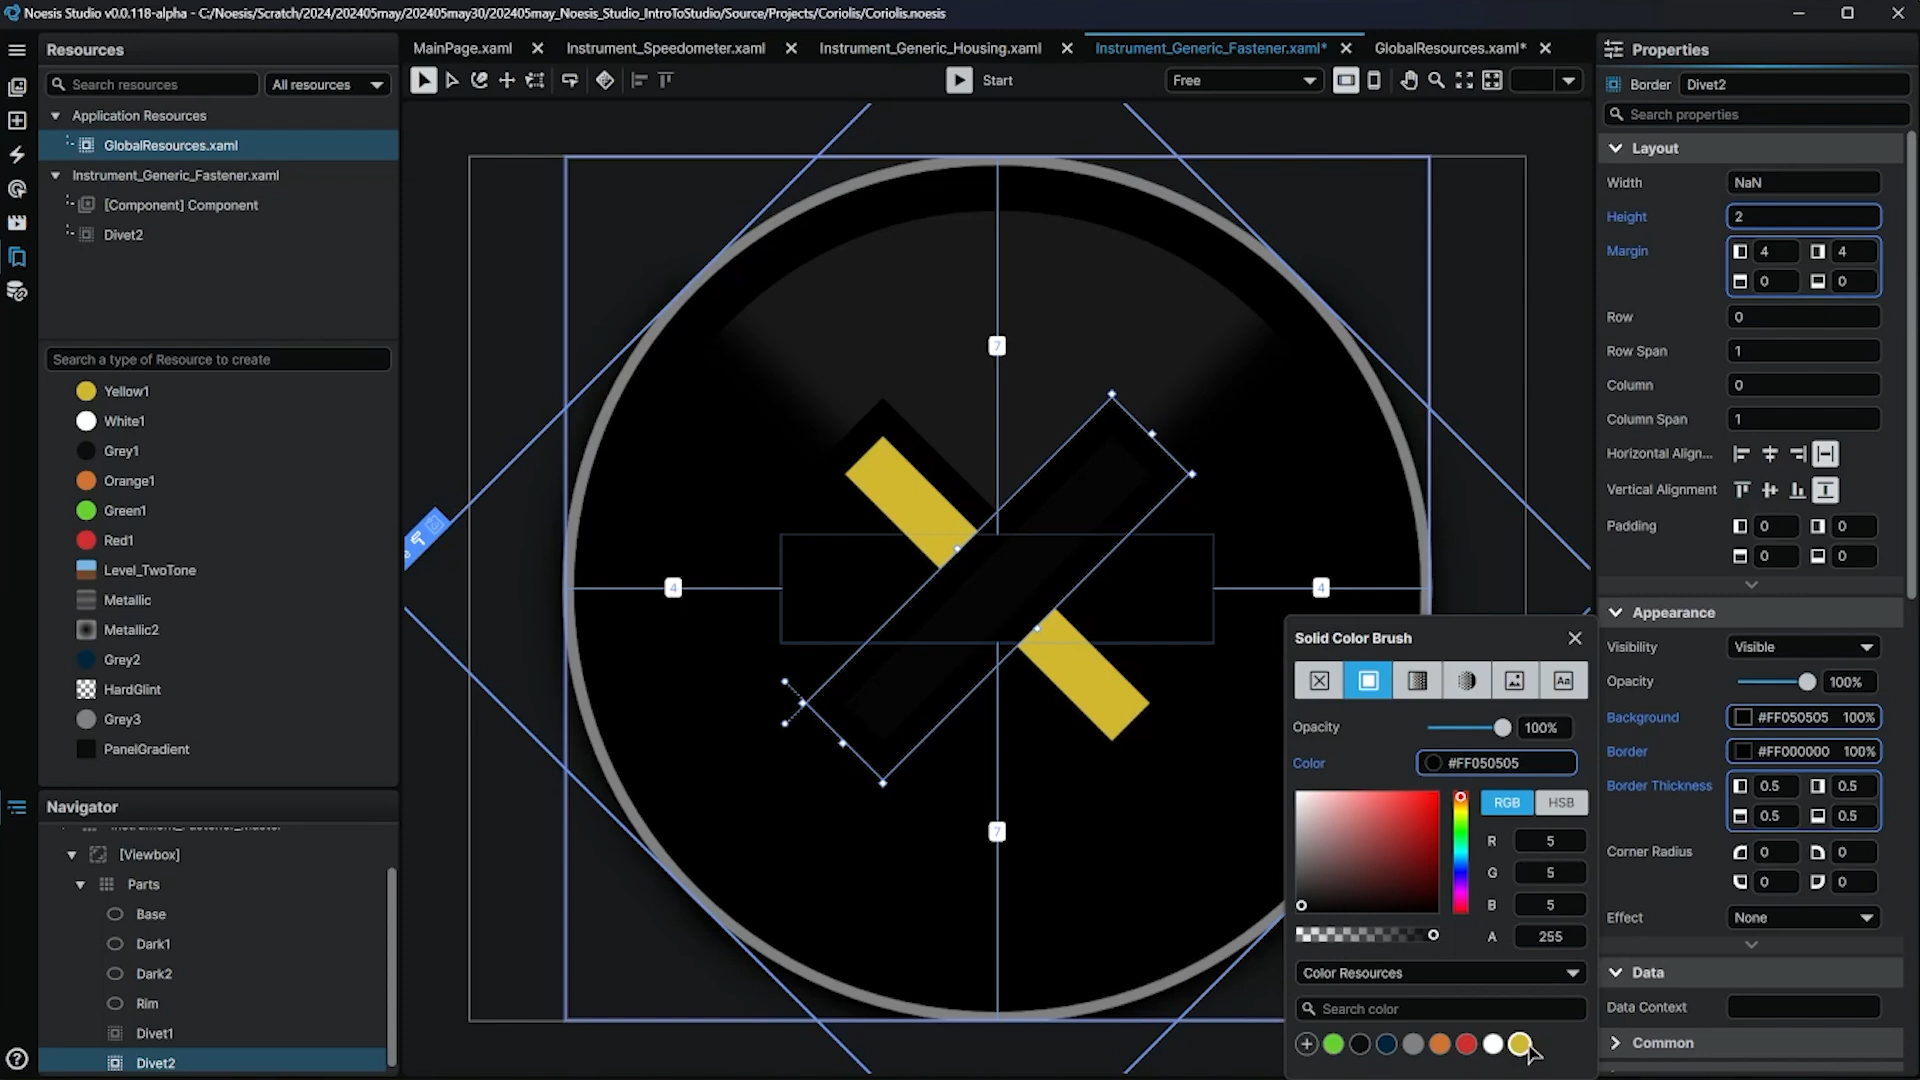 Noesis Studio v0.0.118-alpha - C:/Noesis/Scratch/2024/202405may/202405may30/202405may_Noesis_Studio_IntroToStudio/Source/Projects/Coriolis/Coriolis.noesis
Resources
MainPage.xaml
Instrument_Speedometer.xaml
Instrument_Generic_Housing.xaml
Instrument_Generic_Fastener.xaml*
GlobalResources.xaml*
Properties
Search resources
All resources
Start
Free
Border
Divet2
Search properties
Application Resources
GlobalResources.xaml
Instrument_Generic_Fastener.xaml
[Component] Component
Divet2
Search a type of Resource to create
Yellow1
White1
Grey1
Orange1
Green1
Red1
Level_TwoTone
Metallic
Metallic2
Grey2
HardGlint
Grey3
PanelGradient
Navigator
[Viewbox]
Parts
Base
Dark1
Dark2
Rim
Divet1
Divet2
7
4
4
7
Solid Color Brush
Aa
Opacity
100%
Color
#FF050505
RGB
HSB
R
5
G
5
B
5
A
255
Color Resources
Search color
Layout
Width
NaN
Height
2
Margin
4
4
0
0
Row
0
Row Span
1
Column
0
Column Span
1
Horizontal Align...
Vertical Alignment
Padding
0
0
0
0
Appearance
Visibility
Visible
Opacity
100%
Background
#FF050505 100%
Border
#FF000000 100%
Border Thickness
0.5
0.5
0.5
0.5
Corner Radius
0
0
0
0
Effect
None
Data
Data Context
Common